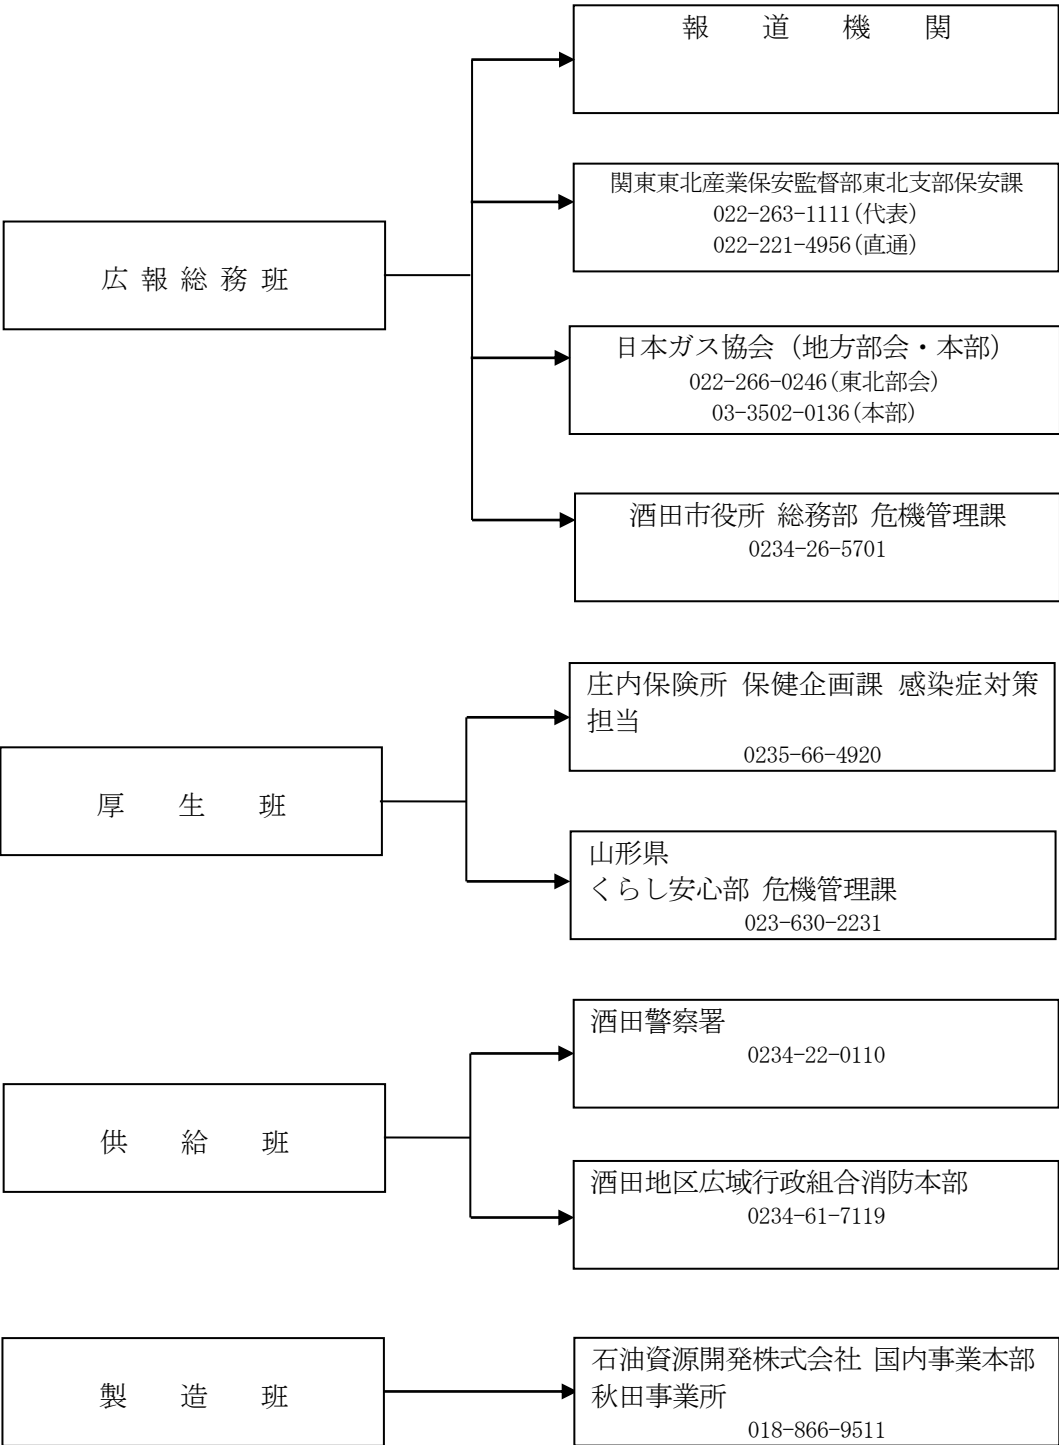 報道機関
関東東北産業保安監督部東北支部保安課
022-263-1111(代表)
022-221-4956(直通)
広報総務班
日本ガス協会（地方部会・本部）
022-266-0246(東北部会)
03-3502-0136(本部)
酒田市役所 総務部 危機管理課
0234-26-5701
庄内保険所 保健企画課 感染症対策
担当
0235-66-4920
厚生班
山形県
くらし安心部 危機管理課
023-630-2231
酒田警察署
0234-22-0110
供給班
酒田地区広域行政組合消防本部
0234-61-7119
石油資源開発株式会社 国内事業本部
秋田事業所
018-866-9511
製造班